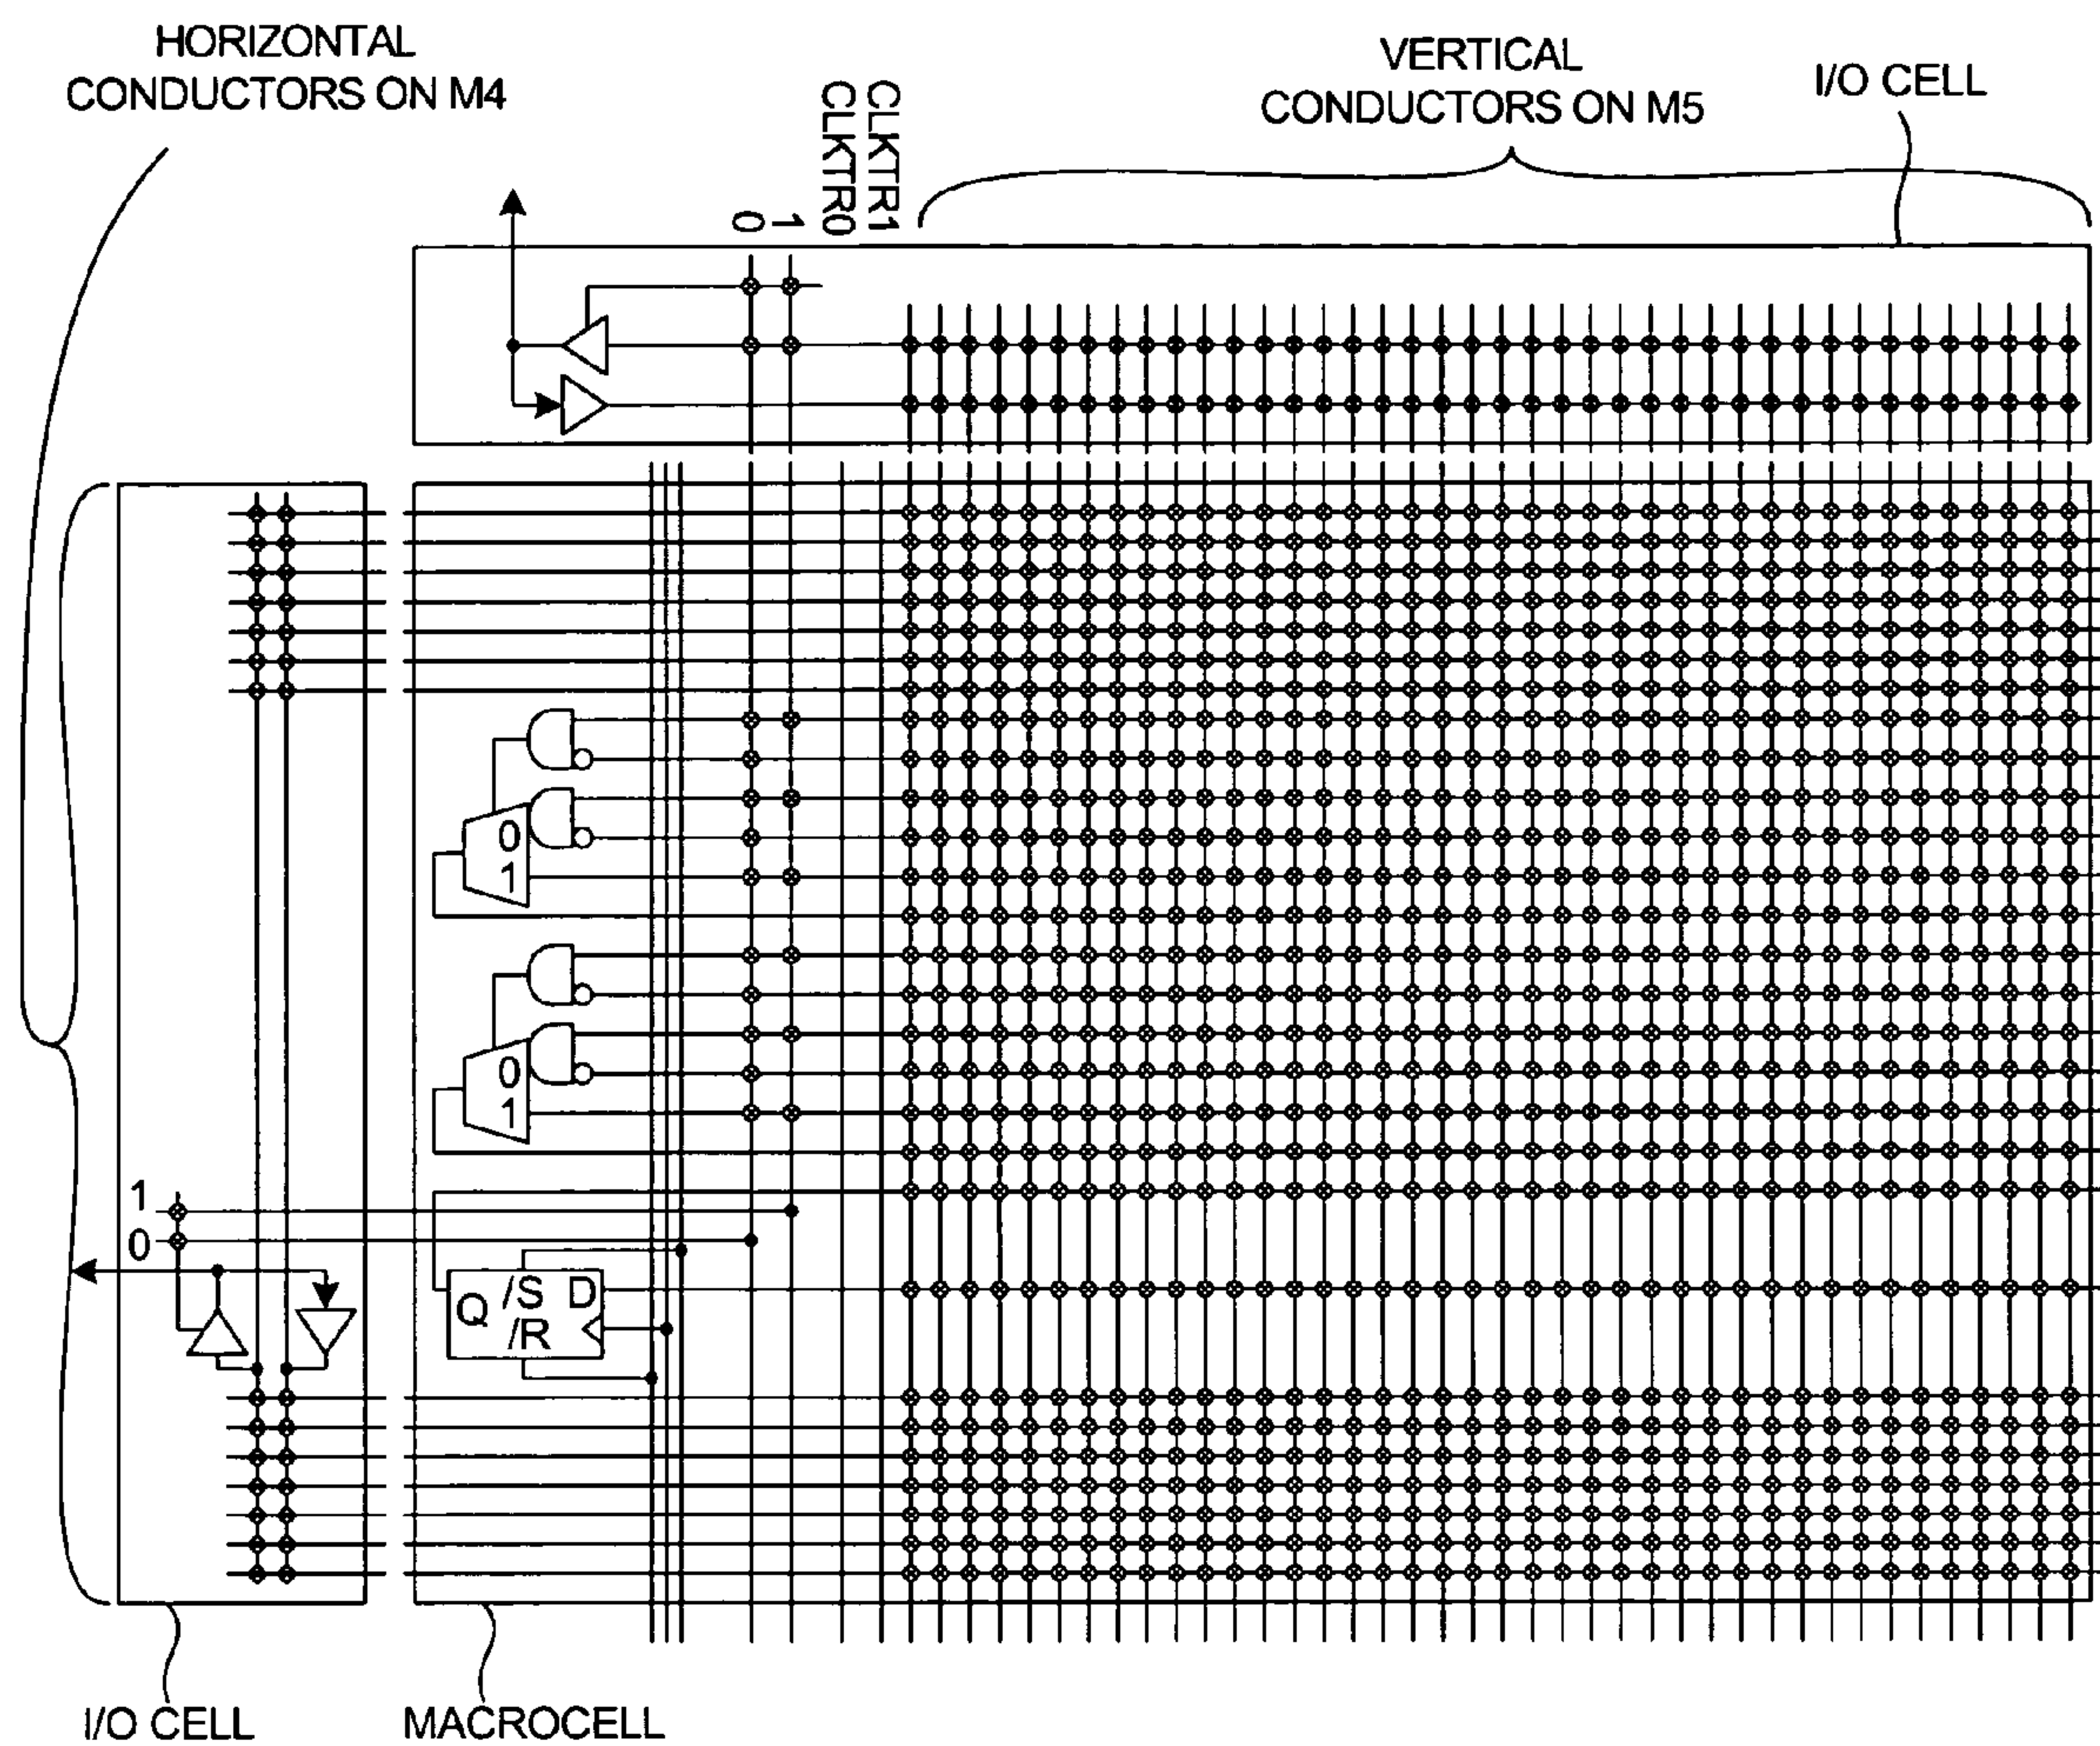 HORIZONTAL
CONDUCTORS ON M4
VERTICAL
CONDUCTORS ON M5
I/O CELL
CLKTR1
CLKTR0
1
0
0
1
0
1
1
0
Q /S D
/R
I/O CELL
MACROCELL